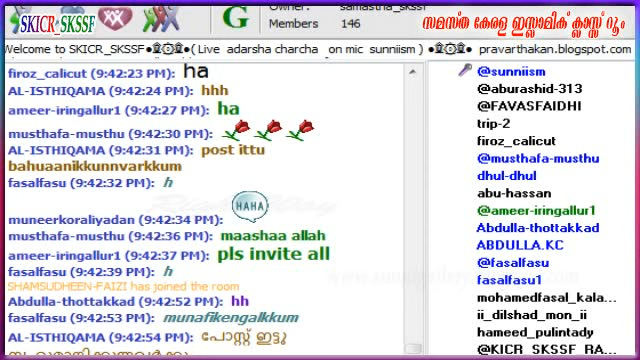 SKICR_SKSSF
G
Owner: samastha_skssf
Members 146
സമസ്ത കേരള ഇസ്ലാമിക് ക്ലാസ്സ് റൂം
Welcome to SKICR_SKSSF●۩۞۩●( Live adarsha charcha on mic sunniism ) ●۩۞۩● pravarthakan.blogspot.com
firoz_calicut (9:42:23 PM): ha
AL-ISTHIQAMA (9:42:24 PM): hhh
ameer-iringallur1 (9:42:27 PM): ha
musthafa-musthu (9:42:30 PM):
AL-ISTHIQAMA (9:42:31 PM): post ittu
bahuaanikkunnvarkkum
fasalfasu (9:42:32 PM): h
HAHA
muneerkoraliyadan (9:42:34 PM):
musthafa-musthu (9:42:36 PM): maashaa allah
ameer-iringallur1 (9:42:37 PM): pls invite all
fasalfasu (9:42:39 PM): h
SHAMSUDHEEN-FAIZI has joined the room
Abdulla-thottakkad (9:42:52 PM): hh
fasalfasu (9:42:53 PM): munafikengalkkum
AL-ISTHIQAMA (9:42:54 PM): പോസ്റ്റ് ഇട്ടു
@sunniism
@aburashid-313
@FAVASFAIDHI
trip-2
firoz_calicut
@musthafa-musthu
dhul-dhul
abu-hassan
@ameer-iringallur1
Abdulla-thottakkad
ABDULLA.KC
@fasalfasu
fasalfasu1
mohamedfasal_kala...
ii_dilshad_mon_ii
hameed_pulintady
@SKICR_SKSSF_RA...